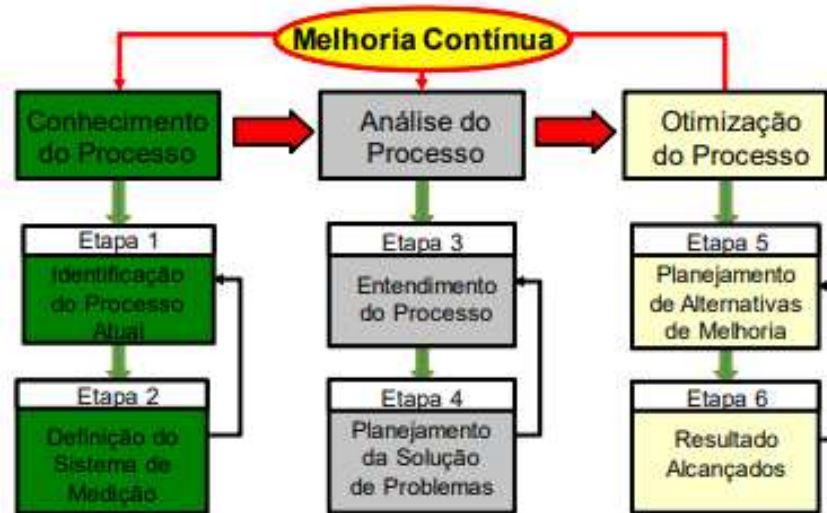 Melhoria Contínua
Conhecimento
do Processo
Análise do
Processo
Otimização
do Processo
Etapa 1
Identificação
do Processo
Atual
Etapa 3
Entendimento
do Processo
Etapa 5
Planejamento
de Alternativas
de Melhoria
Etapa 2
Definição do
Sistema de
Medição
Etapa 4
Planejamento
da Solução
de Problemas
Etapa 6
Resultado
Alcançados